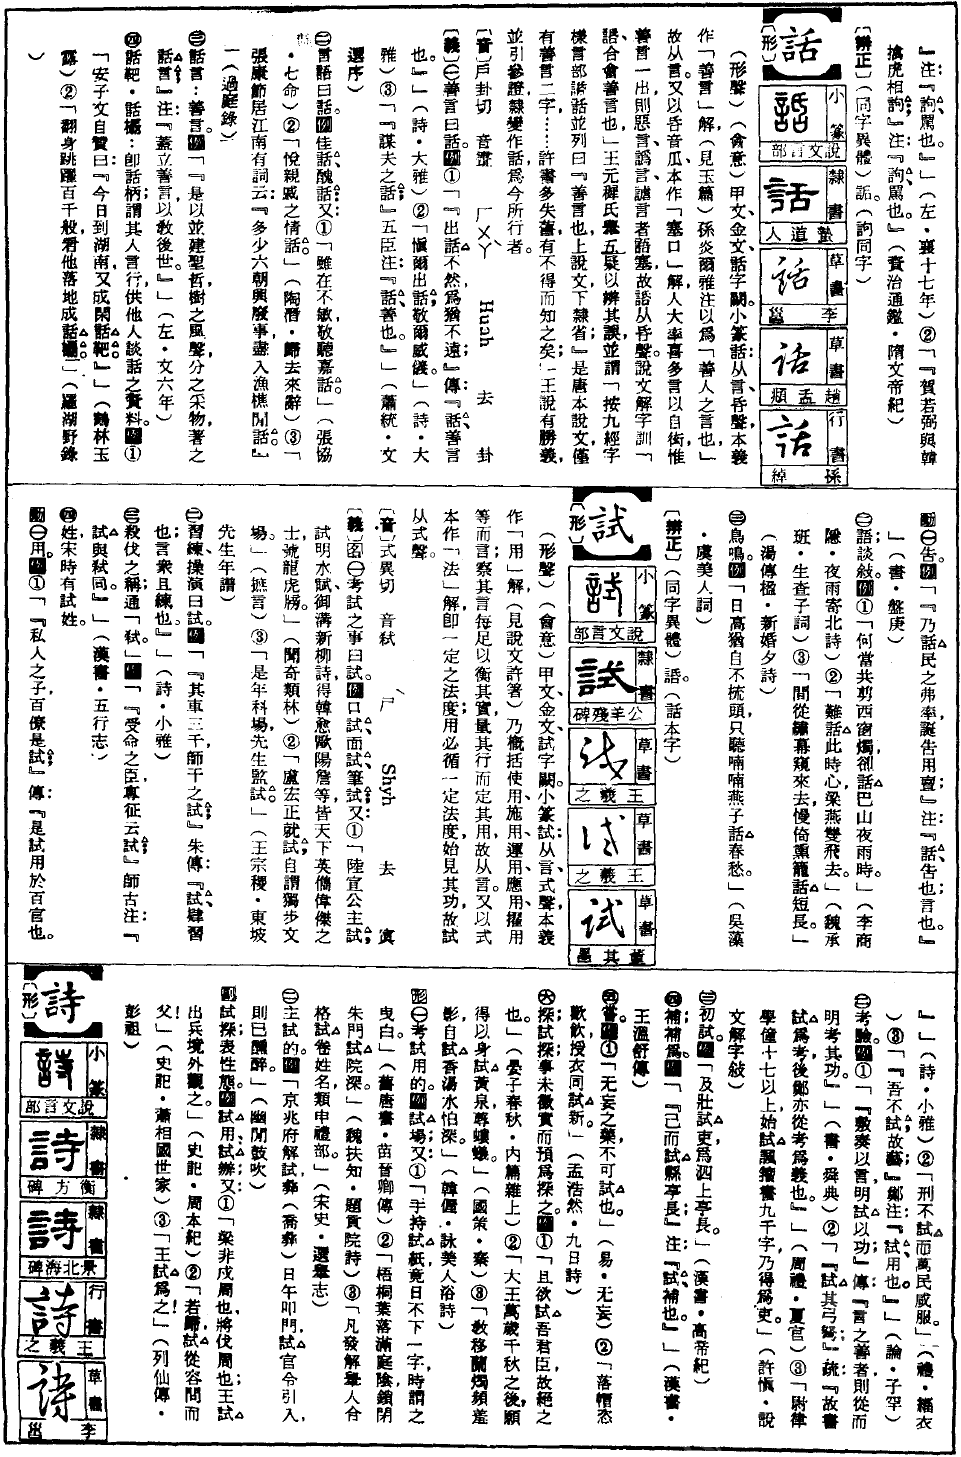 』注：『訽，駡也。』」（左・襄十七年）②「『賀若弼與韓
擒虎相訽』注：『訽，駡也。』（資治通鑑・隋文帝紀）
〔辨正〕（同字異體）詬。（訽同字）
話
〔形〕
小篆
說文言部
隸書
蟄道人
草書
李邕
草書
趙孟頫
行書
孫綽
（形聲）（會意）甲文、金文話字闕。小篆話：从言，𠯑聲，本義
作「善言」解，（見玉篇）孫炎爾雅注以爲「善人之言也」
故从言。又以𠯑音瓜，本作「塞口」解，人大率喜多言以自衒，惟
善言一出，則惡言、譌言、謔言者語塞，故話从𠯑聲。說文解字訓「
語，合會善言也」王元穉氏舉五疑以辨其誤，並謂「按九經字
樣言部譮話並列曰：『善言也，上說文，下隸省』是唐本說文，僅
有善言二字……許書多失舊，有不得而知之矣」王說有勝義，
並引參證。隸變作話，爲今所行者。
〔音〕戶卦切　音畫　ㄏㄨㄚˋ　Huah　去　卦
〔義〕㊀善言曰話。例①「『出話不然，爲猶不遠』傳：『話，善言
也。』」（詩・大雅）②「愼爾出話，敬爾威儀。」（詩・大
雅）③「『謀夫之話』五臣注：『話，善也。』」（蕭統・文
選序）
㊁言語曰話。例佳話、醜話；又①「雖在不敏，敬聽嘉話。」（張協
・七命）②「悅親戚之情話。」（陶潛・歸去來辭）③「
張康節居江南有詞云：『多少六朝興廢事，盡入漁樵閒話。』
」（過庭錄）
㊂話言：善言。例「『是以並建聖哲，樹之風聲，分之采物，著之
話言』注：『蓋立善言以敎後世。』」（左・文六年）
㊃話靶・話欛：卽話柄，謂其人言行供他人談話之資料。例①
「安子文自贊曰：『今日到湖南，又成閑話靶。』」（鶴林玉
露）②「翻身跳躍百千般，看他落地成話欛」（羅湖野錄
）
動㊀告。例「『乃話民之弗率，誕告用亶』注：『話，告也，言也。』
」（書・盤庚）
㊁語，談敍。例①「何當共剪西窗燭，卻話巴山夜雨時。」（李商
隱・夜雨寄北詩）②「難話此時心，梁燕雙飛去。」（魏承
班・生査子詞）③「間從繡幕窺來去，慢倚熏籠話短長。」
（湯傳楹・新婚夕詩）
㊂鳥鳴。例「日高猶自不梳頭，只聽喃喃燕子話春愁。」（吳藻
・虞美人詞）
〔辨正〕（同字異體）𧧷。（話本字）
試
〔形〕
小篆
說文言部
隸書
公羊殘碑
草書
王羲之
草書
王羲之
草書
董其昌
（形聲）（會意）甲文、金文試字闕。小篆試：从言，式聲，本義
作「用」解，（見說文許箸）乃概括使用、施用、運用、應用、擢用
等而言；察其言每足以衡其實，量其行而定其用，故从言。又以式
本作「法」解，卽一定之法度；用必循一定法度始見其功，故試
从式聲。
〔音〕式異切　音弒　ㄕˋ　Shyh　去　寘
〔義〕名㊀考試之事曰試。例口試、面試、筆試；又①「陸宣公主試，
試明水賦、御溝新柳詩，得韓愈、歐陽詹等，皆天下英儁偉傑之
士，號龍虎牓。」（聞奇類林）②「盧宏正就試，自謂獨步文
場。」（摭言）③「是年科場，先生監試。」（王宗稷・東坡
先生年譜）
㊁習練、操演曰試。例「『其車三千，師干之試』朱傳：『試，肄習
也；言衆且練也。』」（詩・小雅）
㊂殺伐之稱，通「弒」。例「『受命之臣專征云試』師古注：『
試與弒同。』」（漢書・五行志）
㊃姓，宋時有試姓。
動㊀用。例①「『私人之子，百僚是試』傳：『是試，用於百官也。
』」（詩・小雅）②「刑不試而萬民咸服。」（禮・緇衣
）③「『吾不試，故藝』鄭注：『試，用也。』」（論・子罕）
㊁考驗。例①「『敷奏以言，明試以功』傳：『言之善者，則從而
明考其功。』」（書・舜典）②「『試其弓弩』疏：『故書
試爲考，後鄭亦從考爲義也。』」（周禮・夏官）③「尉律，
學僮十七以上始試，諷籀書九千字，乃得爲吏。」（許愼・說
文解字敍）
㊂初試。例「及壯，試吏，爲泗上亭長。」（漢書・高帝紀）
㊃補，補爲。例「『已而試縣亭長』注：『試，補也。』」（漢書・
王溫舒傳）
㊄嘗。例①「无妄之藥，不可試也。」（易・无妄）②「落帽恣
歡飲，授衣同試新。」（孟浩然・九日詩）
㊅探試，探事未徵實而預爲探之。例①「且欲試吾君臣，故絕之
也。」（晏子春秋・內篇雜上）②「大王萬歲千秋之後，願
得以身試黃泉，蓐螻蟻。」（國策・秦）③「敎移蘭燭頻羞
影，自試香湯水怕深。」（韓偓・詠美人浴詩）
形㊀考試用的。例試場；又①「手持試紙，竟日不下一字，時謂之
曳白。」（舊唐書・苗晉卿傳）②「梧桐葉落滿庭陰，鎖閉
朱門試院深。」（魏扶知・題貢院詩）③「凡發解舉人，合
格試卷姓名，類申禮部。」（宋史・選舉志）
㊁主試的。例「京兆府解試，彝（喬彝）日午叩門，試官令引入，
則已醺醉。」（幽閒鼓吹）
副試探表性態。例試用、試辦；又①「梁非戍周也，將伐周也，王試
出兵境外觀之。」（史記・周本紀）②「若歸，試從容問而
父！」（史記・蕭相國世家）③「王試爲之！」（列仙傳・
彭祖）
詩
〔形〕
小篆
說文言部
隸書
衡方碑
隸書
景北海碑
行書
王羲之
草書
李邕